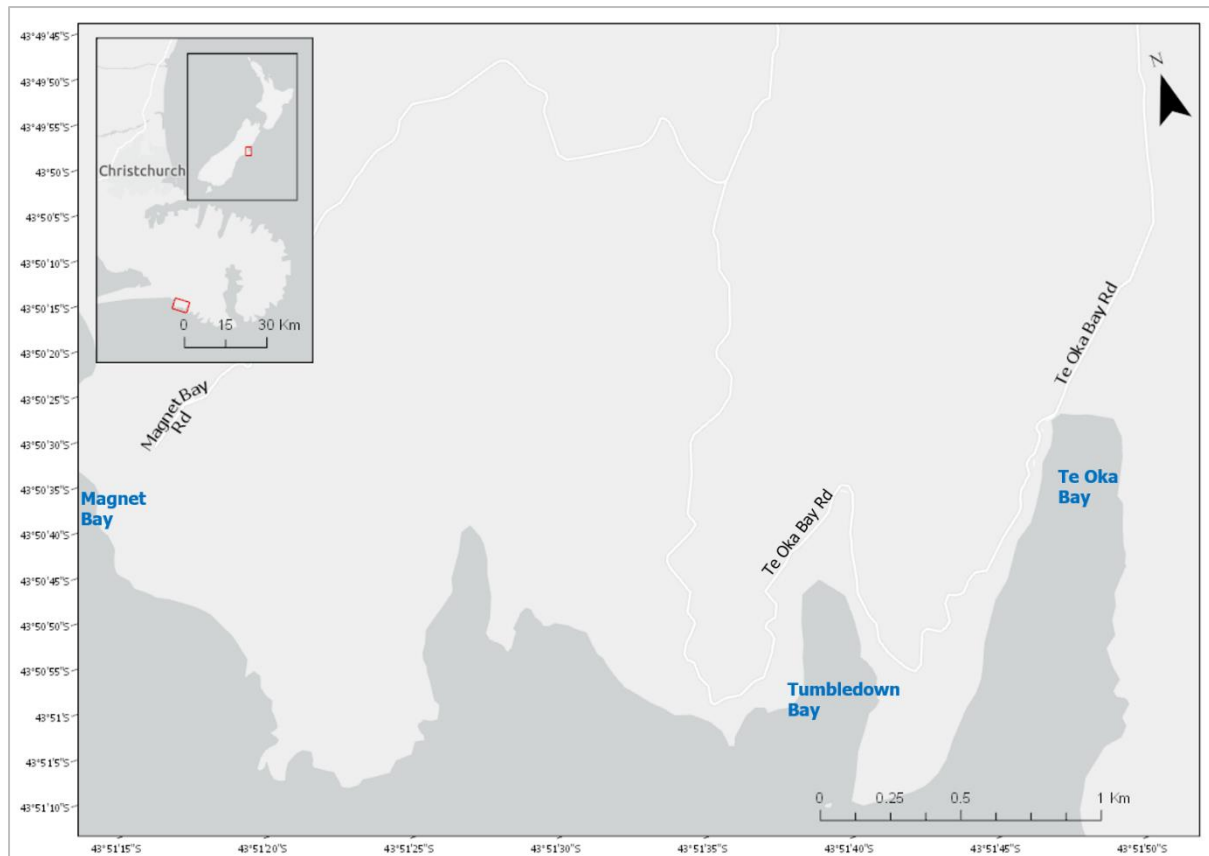 43°49'45"S
43°49'50"S
43°49'55"S
43°50'S
43°50'5"S
43°50'10"S
43°50'15"S
43°50'20"S
43°50'25"S
43°50'30"S
43°50'35"S
43°50'40"S
43°50'45"S
43°50'50"S
43°50'55"S
43°51'S
43°51'5"S
43°51'10"S
Christchurch
0 15 30 Km
N
Magnet Bay
Rd
Te Oka Bay Rd
Te Oka Bay Rd
Magnet
Bay
Te Oka
Bay
Tumbledown
Bay
0 0.25 0.5 1 Km
43°51'15"S 43°51'20"S 43°51'25"S 43°51'30"S 43°51'35"S 43°51'40"S 43°51'45"S 43°51'50"S